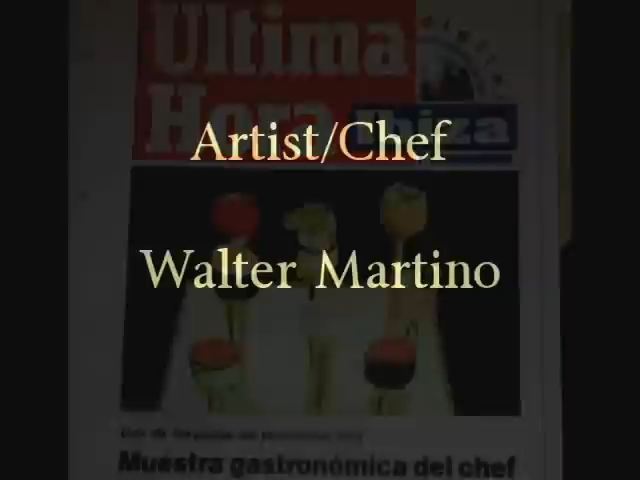 Ultima
Hora Ibiza
Artist/Chef
Walter Martino
Muestra gastronómica del chef